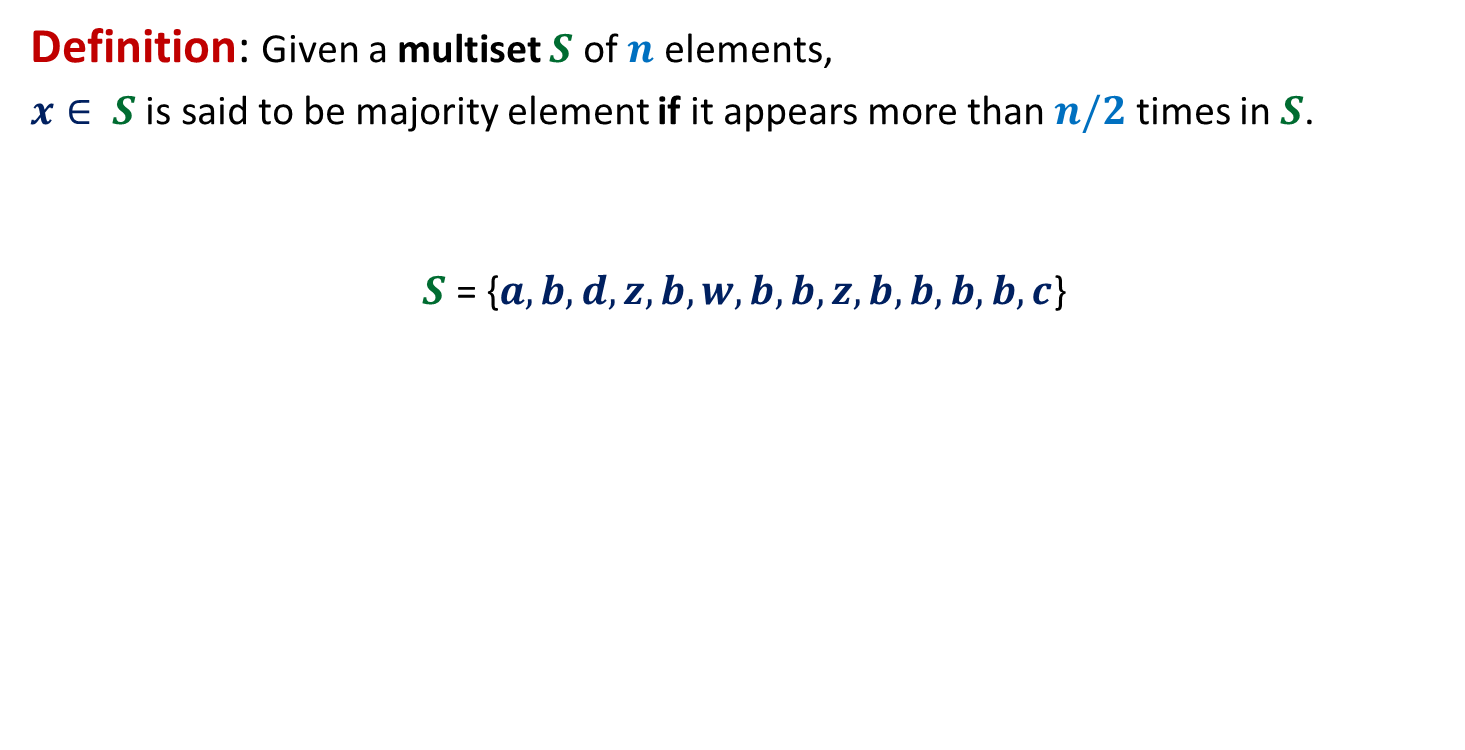 Definition: Given a multiset S of n elements,
x ∈ S is said to be majority element if it appears more than n/2 times in S.
S = {a, b, d, z, b, w, b, b, z, b, b, b, b, c}